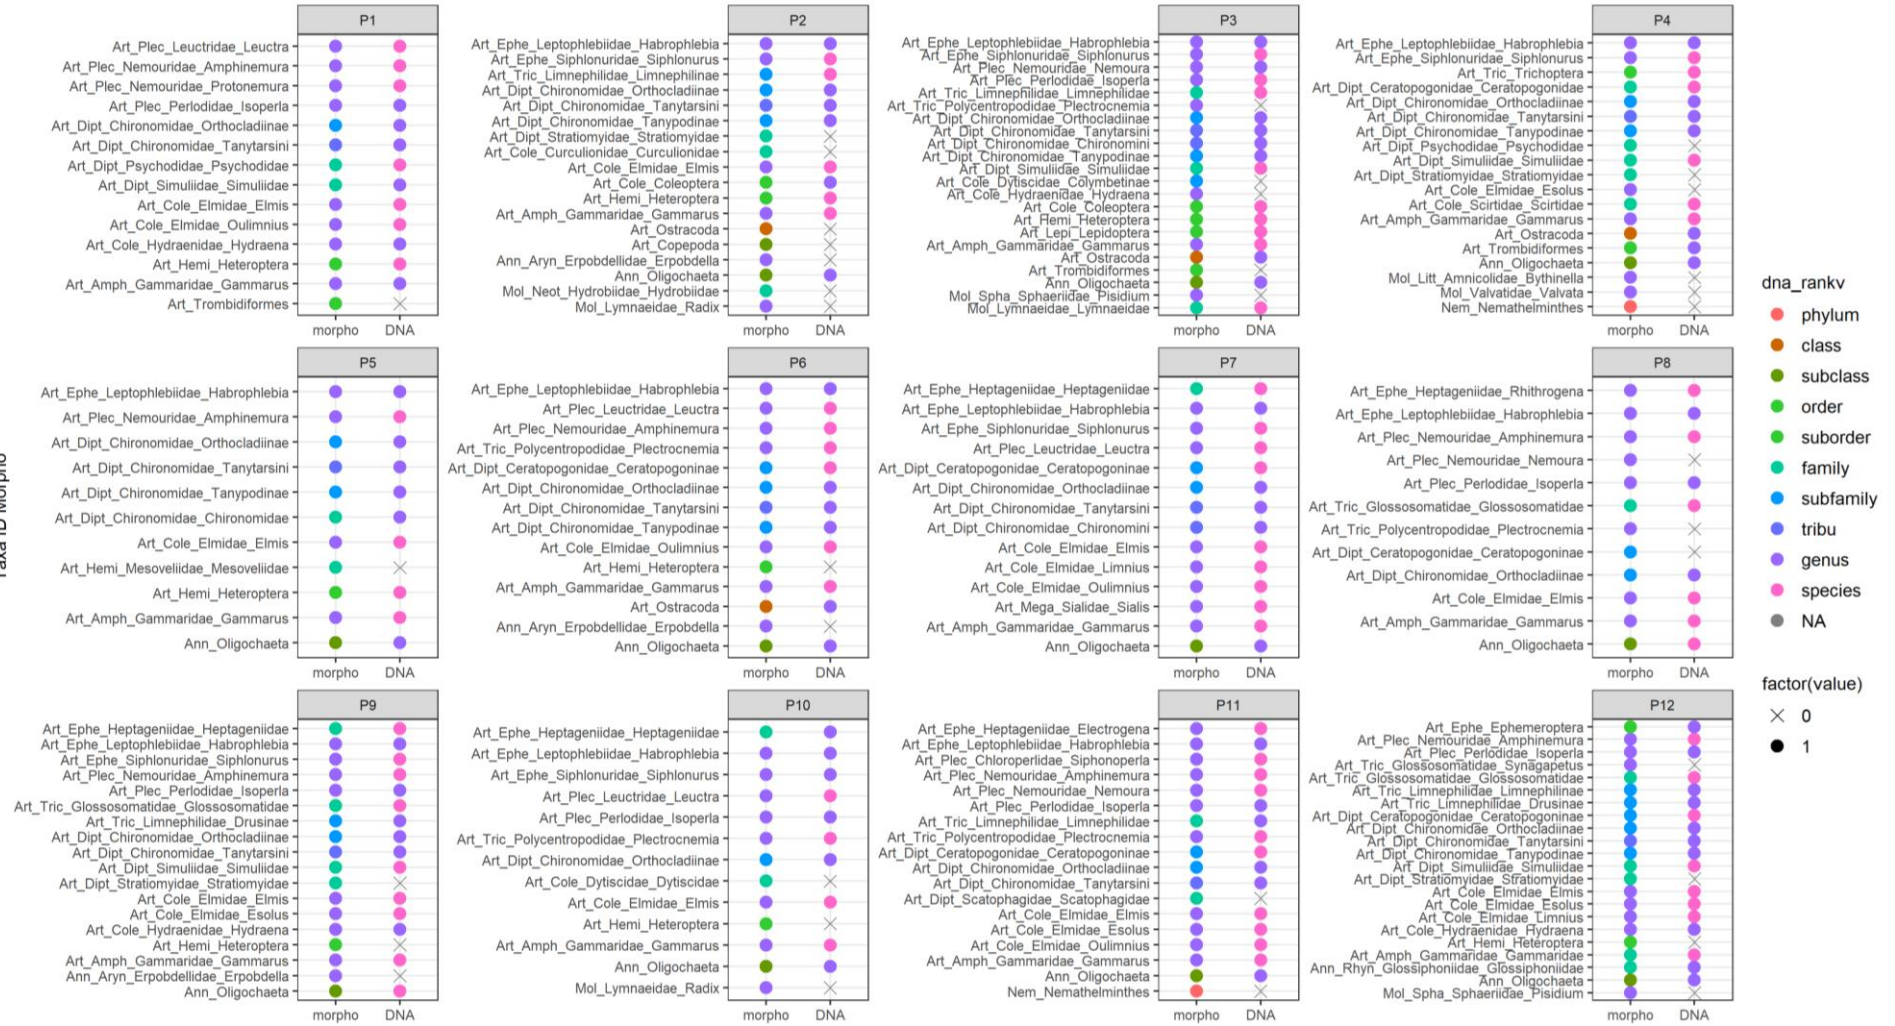 P1
Art_Plec_Leuctridae_Leuctra
Art_Plec_Nemouridae_Amphinemura
Art_Plec_Nemouridae_Protonemura
Art_Plec_Perlodidae_Isoperla
Art_Dipt_Chironomidae_Orthocladiinae
Art_Dipt_Chironomidae_Tanytarsini
Art_Dipt_Psychodidae_Psychodidae
Art_Dipt_Simuliidae_Simuliidae
Art_Cole_Elmidae_Elmis
Art_Cole_Elmidae_Oulimnius
Art_Cole_Hydraenidae_Hydraena
Art_Hemi_Heteroptera
Art_Amph_Gammaridae_Gammarus
Art_Trombidiformes
morpho DNA
P2
Art_Ephe_Leptophlebiidae_Habrophlebia
Art_Ephe_Siphlonuridae_Siphlonurus
Art_Tric_Limnephilidae_Limnephilinae
Art_Dipt_Chironomidae_Orthocladiinae
Art_Dipt_Chironomidae_Tanytarsini
Art_Dipt_Chironomidae_Tanypodinae
Art_Dipt_Stratiomyidae_Stratiomyidae
Art_Cole_Curculionidae_Curculionidae
Art_Cole_Elmidae_Elmis
Art_Cole_Coleoptera
Art_Hemi_Heteroptera
Art_Amph_Gammaridae_Gammarus
Art_Ostracoda
Art_Copepoda
Ann_Aryn_Erpobdellidae_Erpobdella
Ann_Oligochaeta
Mol_Neot_Hydrobiidae_Hydrobiidae
Mol_Lymnaeidae_Radix
morpho DNA
P3
Art_Ephe_Leptophlebiidae_Habrophlebia
Art_Ephe_Siphlonuridae_Siphlonurus
Art_Plec_Nemouridae_Nemoura
Art_Plec_Perlodidae_Isoperla
Art_Tric_Limnephilidae_Limnephilidae
Art_Tric_Polycentropodidae_Plectrocnemia
Art_Dipt_Chironomidae_Orthocladiinae
Art_Dipt_Chironomidae_Tanytarsini
Art_Dipt_Chironomidae_Chironomini
Art_Dipt_Chironomidae_Tanypodinae
Art_Dipt_Simuliidae_Simuliidae
Art_Cole_Dytiscidae_Colymbetinae
Art_Cole_Hydraenidae_Hydraena
Art_Cole_Coleoptera
Art_Hemi_Heteroptera
Art_Lepi_Lepidoptera
Art_Amph_Gammaridae_Gammarus
Art_Ostracoda
Art_Trombidiformes
Ann_Oligochaeta
Mol_Spha_Sphaeriidae_Pisidium
Mol_Lymnaeidae_Lymnaeidae
morpho DNA
P4
Art_Ephe_Leptophlebiidae_Habrophlebia
Art_Ephe_Siphlonuridae_Siphlonurus
Art_Tric_Trichoptera
Art_Dipt_Ceratopogonidae_Ceratopogonidae
Art_Dipt_Chironomidae_Orthocladiinae
Art_Dipt_Chironomidae_Tanytarsini
Art_Dipt_Chironomidae_Tanypodinae
Art_Dipt_Psychodidae_Psychodidae
Art_Dipt_Simuliidae_Simuliidae
Art_Dipt_Stratiomyidae_Stratiomyidae
Art_Cole_Elmidae_Esolus
Art_Cole_Scirtidae_Scirtidae
Art_Amph_Gammaridae_Gammarus
Art_Ostracoda
Art_Trombidiformes
Ann_Oligochaeta
Mol_Litt_Amnicolidae_Bythinella
Mol_Valvatidae_Valvata
Nem_Nemathelminthes
morpho DNA
P5
Art_Ephe_Leptophlebiidae_Habrophlebia
Art_Plec_Nemouridae_Amphinemura
Art_Dipt_Chironomidae_Orthocladiinae
Art_Dipt_Chironomidae_Tanytarsini
Art_Dipt_Chironomidae_Tanypodinae
Art_Dipt_Chironomidae_Chironomidae
Art_Cole_Elmidae_Elmis
Art_Hemi_Mesoveliidae_Mesoveliidae
Art_Hemi_Heteroptera
Art_Amph_Gammaridae_Gammarus
Ann_Oligochaeta
morpho DNA
P6
Art_Ephe_Leptophlebiidae_Habrophlebia
Art_Plec_Leuctridae_Leuctra
Art_Plec_Nemouridae_Amphinemura
Art_Tric_Polycentropodidae_Plectrocnemia
Art_Dipt_Ceratopogonidae_Ceratopogoninae
Art_Dipt_Chironomidae_Orthocladiinae
Art_Dipt_Chironomidae_Tanytarsini
Art_Dipt_Chironomidae_Tanypodinae
Art_Cole_Elmidae_Oulimnius
Art_Hemi_Heteroptera
Art_Amph_Gammaridae_Gammarus
Art_Ostracoda
Ann_Aryn_Erpobdellidae_Erpobdella
Ann_Oligochaeta
morpho DNA
P7
Art_Ephe_Heptageniidae_Heptageniidae
Art_Ephe_Leptophlebiidae_Habrophlebia
Art_Ephe_Siphlonuridae_Siphlonurus
Art_Plec_Leuctridae_Leuctra
Art_Dipt_Ceratopogonidae_Ceratopogoninae
Art_Dipt_Chironomidae_Orthocladiinae
Art_Dipt_Chironomidae_Tanytarsini
Art_Dipt_Chironomidae_Chironomini
Art_Cole_Elmidae_Elmis
Art_Cole_Elmidae_Limnius
Art_Cole_Elmidae_Oulimnius
Art_Mega_Sialidae_Sialis
Art_Amph_Gammaridae_Gammarus
Ann_Oligochaeta
morpho DNA
P8
Art_Ephe_Heptageniidae_Rhithrogena
Art_Ephe_Leptophlebiidae_Habrophlebia
Art_Plec_Nemouridae_Amphinemura
Art_Plec_Nemouridae_Nemoura
Art_Plec_Perlodidae_Isoperla
Art_Tric_Glossosomatidae_Glossosomatidae
Art_Tric_Polycentropodidae_Plectrocnemia
Art_Dipt_Ceratopogonidae_Ceratopogoninae
Art_Dipt_Chironomidae_Orthocladiinae
Art_Cole_Elmidae_Elmis
Art_Amph_Gammaridae_Gammarus
Ann_Oligochaeta
morpho DNA
P9
Art_Ephe_Heptageniidae_Heptageniidae
Art_Ephe_Leptophlebiidae_Habrophlebia
Art_Ephe_Siphlonuridae_Siphlonurus
Art_Plec_Nemouridae_Amphinemura
Art_Plec_Perlodidae_Isoperla
Art_Tric_Glossosomatidae_Glossosomatidae
Art_Tric_Limnephilidae_Drusinae
Art_Dipt_Chironomidae_Orthocladiinae
Art_Dipt_Chironomidae_Tanytarsini
Art_Dipt_Simuliidae_Simuliidae
Art_Dipt_Stratiomyidae_Stratiomyidae
Art_Cole_Elmidae_Elmis
Art_Cole_Elmidae_Esolus
Art_Cole_Hydraenidae_Hydraena
Art_Hemi_Heteroptera
Art_Amph_Gammaridae_Gammarus
Ann_Aryn_Erpobdellidae_Erpobdella
Ann_Oligochaeta
morpho DNA
P10
Art_Ephe_Heptageniidae_Heptageniidae
Art_Ephe_Leptophlebiidae_Habrophlebia
Art_Ephe_Siphlonuridae_Siphlonurus
Art_Plec_Leuctridae_Leuctra
Art_Plec_Perlodidae_Isoperla
Art_Tric_Polycentropodidae_Plectrocnemia
Art_Dipt_Chironomidae_Orthocladiinae
Art_Cole_Dytiscidae_Dytiscidae
Art_Cole_Elmidae_Elmis
Art_Hemi_Heteroptera
Art_Amph_Gammaridae_Gammarus
Ann_Oligochaeta
Mol_Lymnaeidae_Radix
morpho DNA
P11
Art_Ephe_Heptageniidae_Electrogena
Art_Ephe_Leptophlebiidae_Habrophlebia
Art_Plec_Chloroperlidae_Siphonoperla
Art_Plec_Nemouridae_Amphinemura
Art_Plec_Nemouridae_Nemoura
Art_Plec_Perlodidae_Isoperla
Art_Tric_Limnephilidae_Limnephilidae
Art_Tric_Polycentropodidae_Plectrocnemia
Art_Dipt_Ceratopogonidae_Ceratopogoninae
Art_Dipt_Chironomidae_Orthocladiinae
Art_Dipt_Chironomidae_Tanytarsini
Art_Dipt_Scatophagidae_Scatophagidae
Art_Cole_Elmidae_Elmis
Art_Cole_Elmidae_Esolus
Art_Cole_Elmidae_Oulimnius
Art_Amph_Gammaridae_Gammarus
Ann_Oligochaeta
Nem_Nemathelminthes
morpho DNA
P12
Art_Ephe_Ephemeroptera
Art_Plec_Nemouridae_Amphinemura
Art_Plec_Perlodidae_Isoperla
Art_Tric_Glossosomatidae_Synagapetus
Art_Tric_Glossosomatidae_Glossosomatidae
Art_Tric_Limnephilidae_Limnephilinae
Art_Tric_Limnephilidae_Drusinae
Art_Dipt_Ceratopogonidae_Ceratopogoninae
Art_Dipt_Chironomidae_Orthocladiinae
Art_Dipt_Chironomidae_Tanytarsini
Art_Dipt_Chironomidae_Tanypodinae
Art_Dipt_Simuliidae_Simuliidae
Art_Dipt_Stratiomyidae_Stratiomyidae
Art_Cole_Elmidae_Elmis
Art_Cole_Elmidae_Esolus
Art_Cole_Elmidae_Limnius
Art_Cole_Hydraenidae_Hydraena
Art_Hemi_Heteroptera
Art_Amph_Gammaridae_Gammaridae
Ann_Rhyn_Glossiphoniidae_Glossiphoniidae
Ann_Oligochaeta
Mol_Spha_Sphaeriidae_Pisidium
morpho DNA
dna_rankv
phylum
class
subclass
order
suborder
family
subfamily
tribu
genus
species
NA
factor(value)
0
1